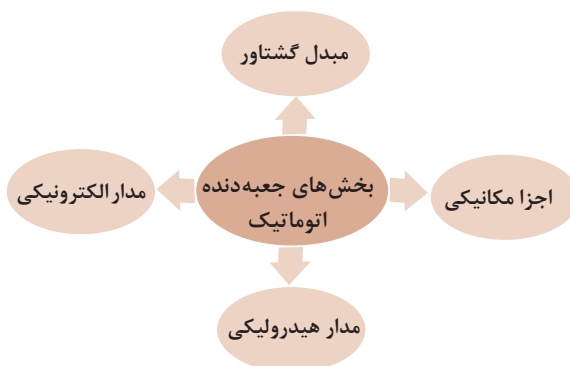 مبدل گشتاور
بخش‌های جعبه‌دنده
اتوماتیک
اجزا مکانیکی
مدار الکترونیکی
مدار هیدرولیکی